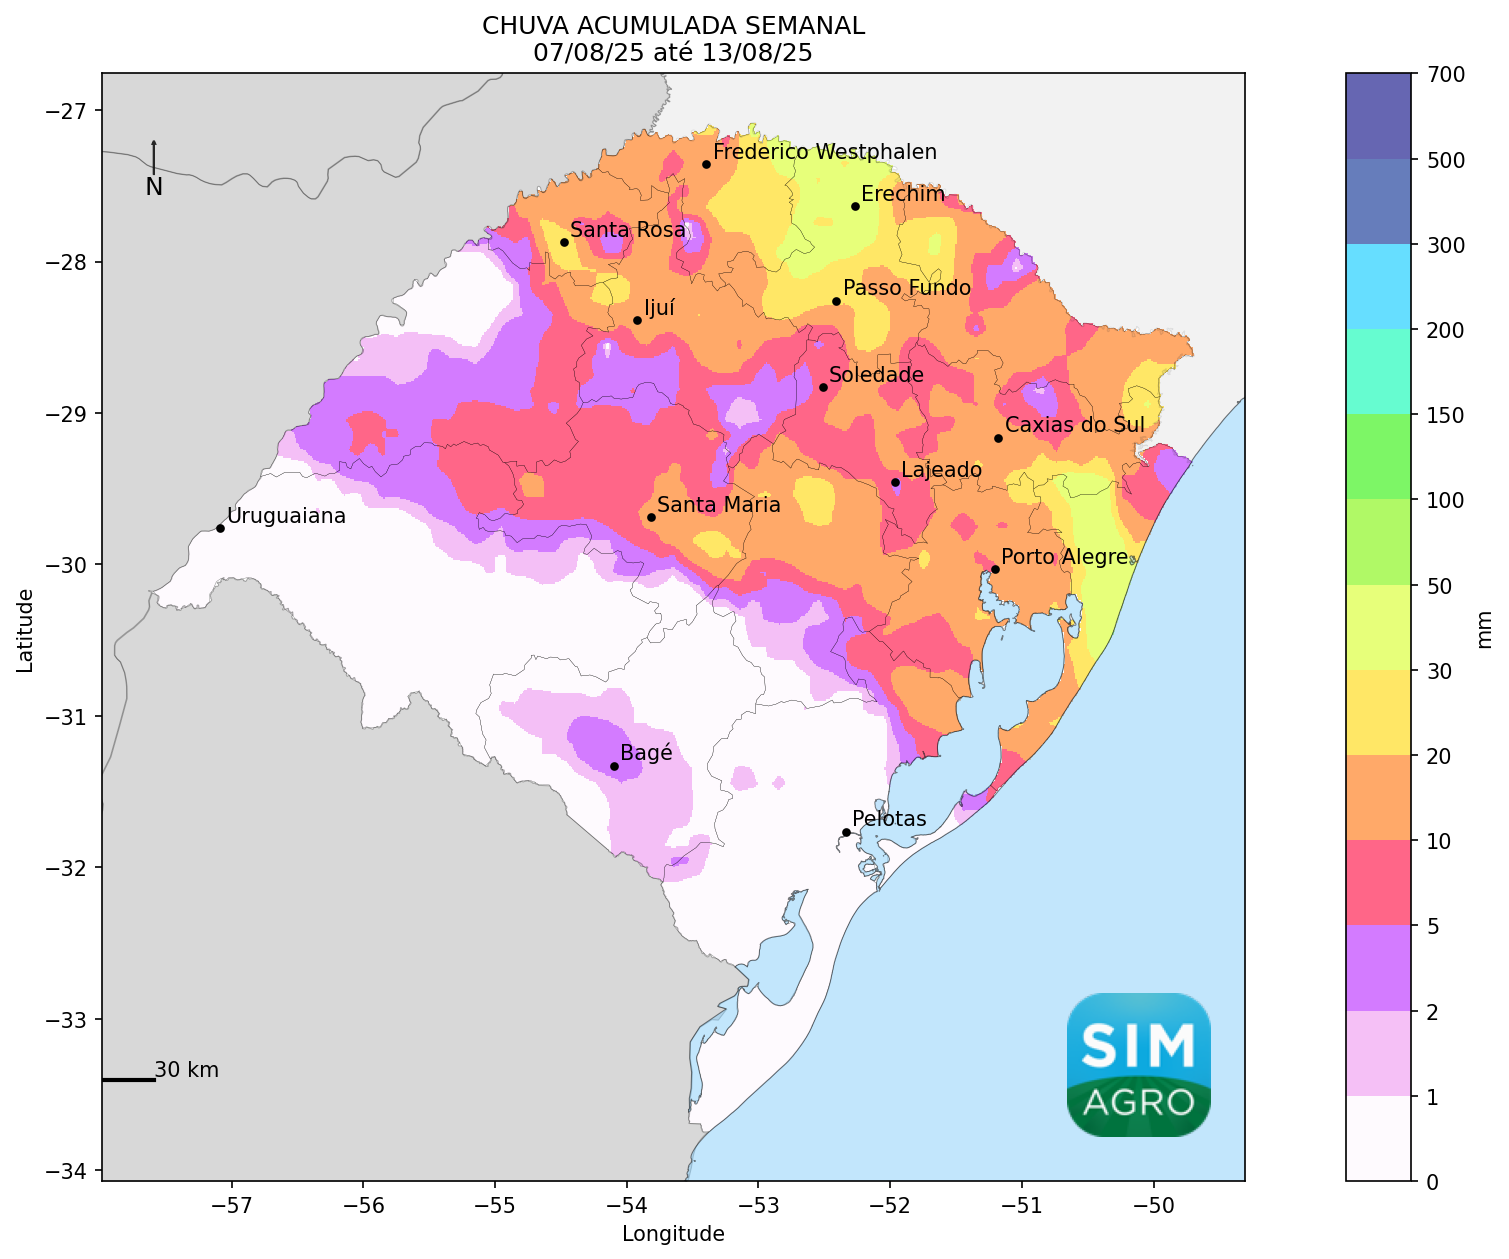 CHUVA ACUMULADA SEMANAL
07/08/25 até 13/08/25
−27
−28
−29
−30
−31
−32
−33
−34
Latitude
N
Frederico Westphalen
Erechim
Santa Rosa
Passo Fundo
Ijuí
Soledade
Caxias do Sul
Lajeado
Santa Maria
Uruguaiana
Porto Alegre
Bagé
Pelotas
30 km
SIM
AGRO
−57
−56
−55
−54
−53
−52
−51
−50
Longitude
700
500
300
200
150
100
50
30
20
10
5
2
1
0
mm